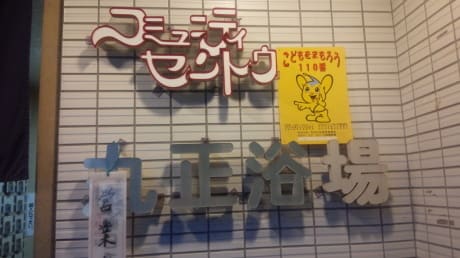 コミュニティ
セントウ
こどもをまもろう
110番
九正浴場
営業